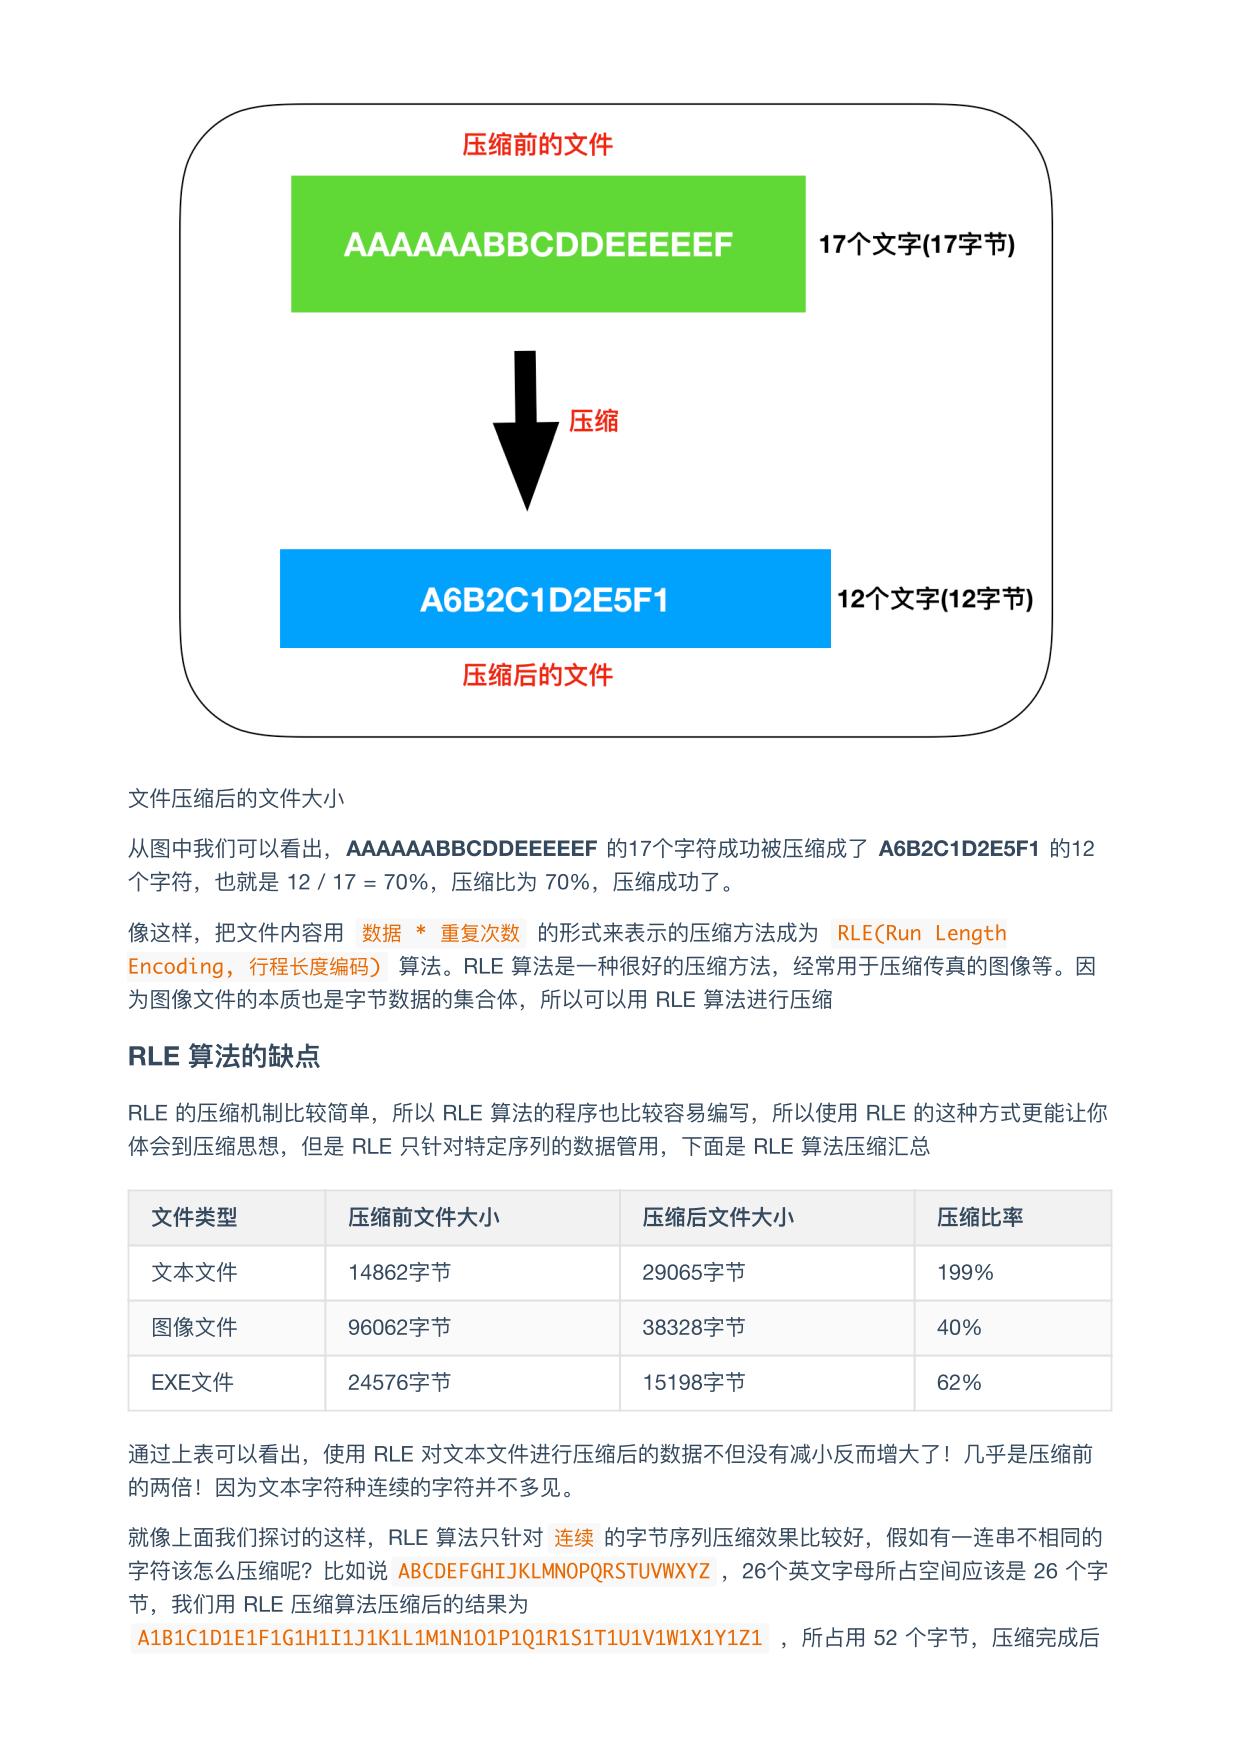 压缩前的文件
AAAAAABBCDDEEEEEF
17个文字(17字节)
压缩
A6B2C1D2E5F1
12个文字(12字节)
压缩后的文件
文件压缩后的文件大小
从图中我们可以看出，AAAAAABBCDDEEEEEF 的17个字符成功被压缩成了 A6B2C1D2E5F1 的12
个字符，也就是 12 / 17 = 70%，压缩比为 70%，压缩成功了。
像这样，把文件内容用 数据 * 重复次数 的形式来表示的压缩方法成为 RLE(Run Length
Encoding, 行程长度编码) 算法。RLE 算法是一种很好的压缩方法，经常用于压缩传真的图像等。因
为图像文件的本质也是字节数据的集合体，所以可以用 RLE 算法进行压缩
RLE 算法的缺点
RLE 的压缩机制比较简单，所以 RLE 算法的程序也比较容易编写，所以使用 RLE 的这种方式更能让你
体会到压缩思想，但是 RLE 只针对特定序列的数据管用，下面是 RLE 算法压缩汇总
文件类型 压缩前文件大小 压缩后文件大小 压缩比率
文本文件 14862字节 29065字节 199%
图像文件 96062字节 38328字节 40%
EXE文件 24576字节 15198字节 62%
通过上表可以看出，使用 RLE 对文本文件进行压缩后的数据不但没有减小反而增大了！几乎是压缩前
的两倍！因为文本字符种连续的字符并不多见。
就像上面我们探讨的这样，RLE 算法只针对 连续 的字节序列压缩效果比较好，假如有一连串不相同的
字符该怎么压缩呢？比如说 ABCDEFGHIJKLMNOPQRSTUVWXYZ ，26个英文字母所占空间应该是 26 个字
节，我们用 RLE 压缩算法压缩后的结果为
A1B1C1D1E1F1G1H1I1J1K1L1M1N1O1P1Q1R1S1T1U1V1W1X1Y1Z1 ，所占用 52 个字节，压缩完成后